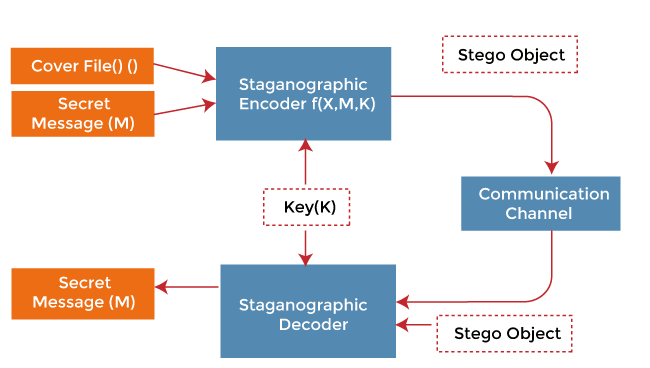 Cover File() ()
Secret
Message (M)
Staganographic
Encoder f(X,M,K)
Stego Object
Communication
Channel
Key(K)
Secret
Message (M)
Staganographic
Decoder
Stego Object